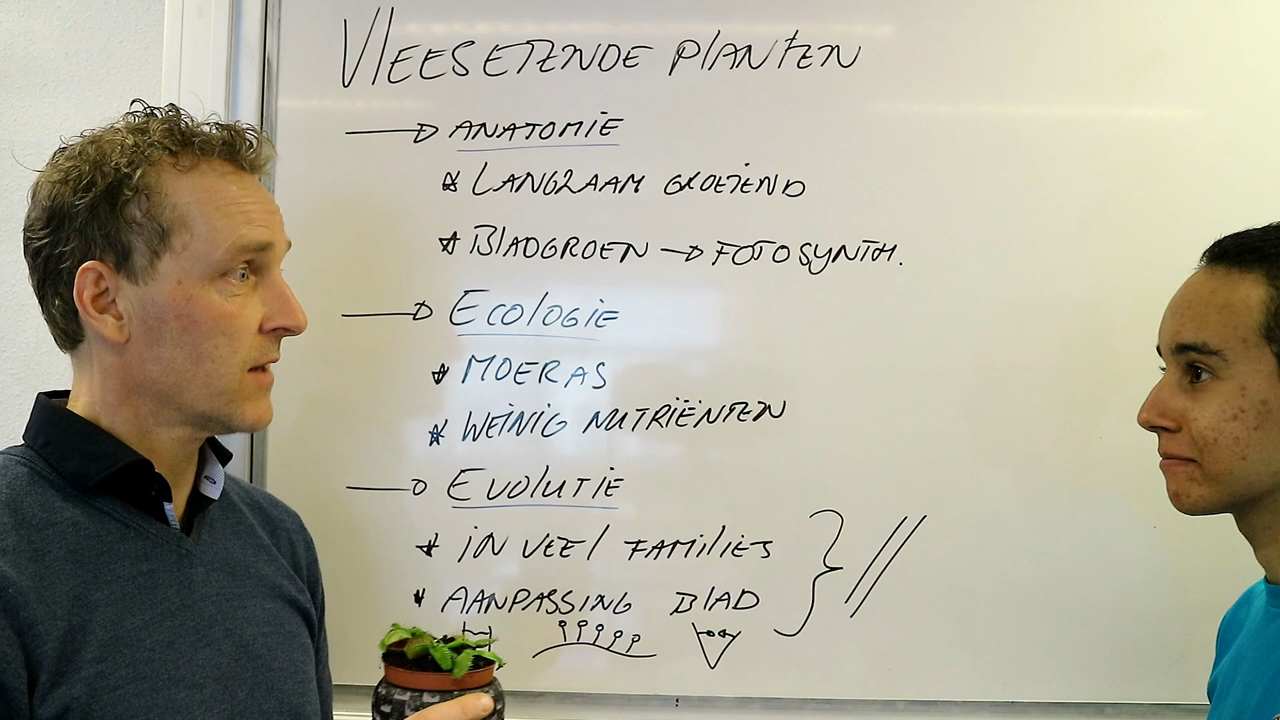 VLEESETENDE PLANTEN
→ ANATOMIE
* LANGZAAM GROEIEND
* BLADGROEN → FOTOSYNTH.
→ ECOLOGIE
* MOERAS
* WEINIG NUTRIËNTEN
→ EVOLUTIE
* IN VEEL FAMILIES
* AANPASSING BLAD